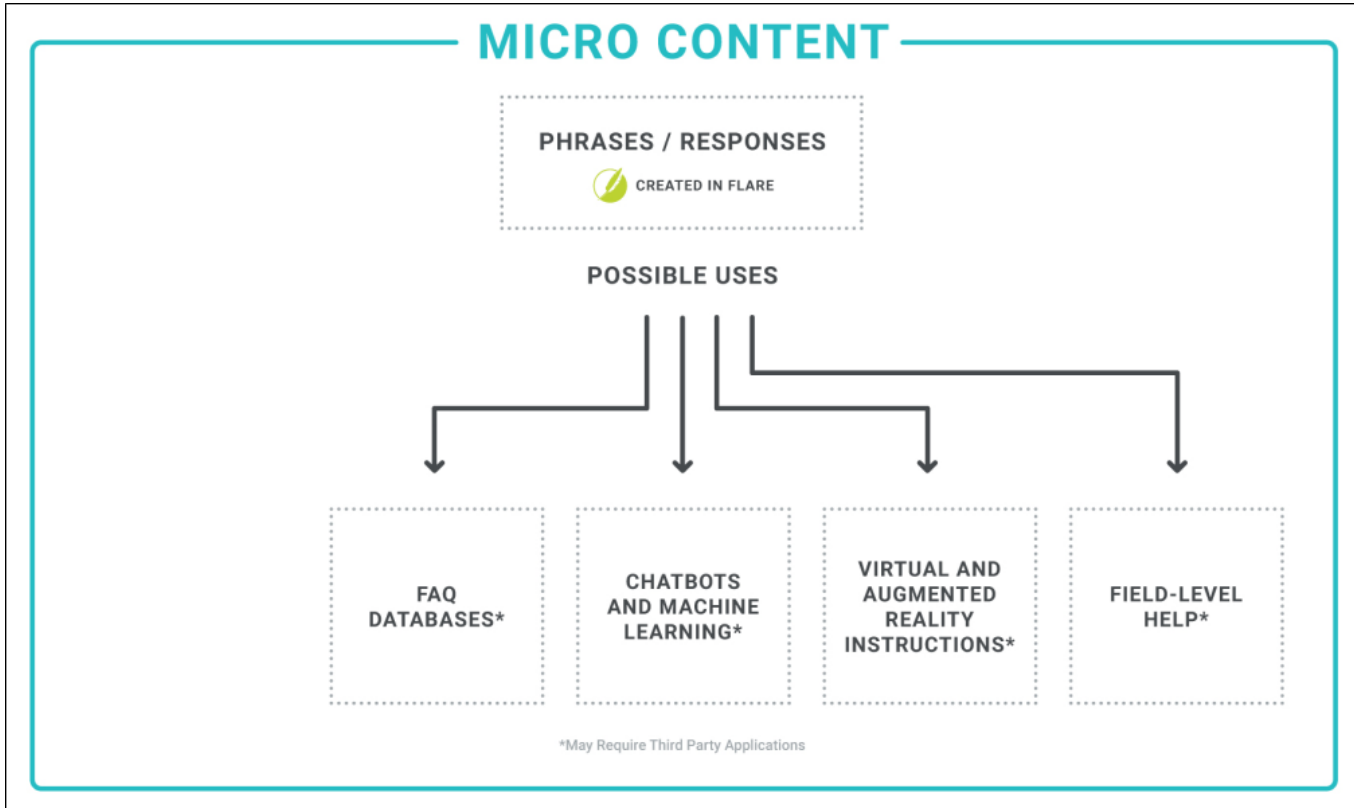 MICRO CONTENT
PHRASES / RESPONSES
CREATED IN FLARE
POSSIBLE USES
FAQ
DATABASES*
CHATBOTS
AND MACHINE
LEARNING*
VIRTUAL AND
AUGMENTED
REALITY
INSTRUCTIONS*
FIELD-LEVEL
HELP*
*May Require Third Party Applications